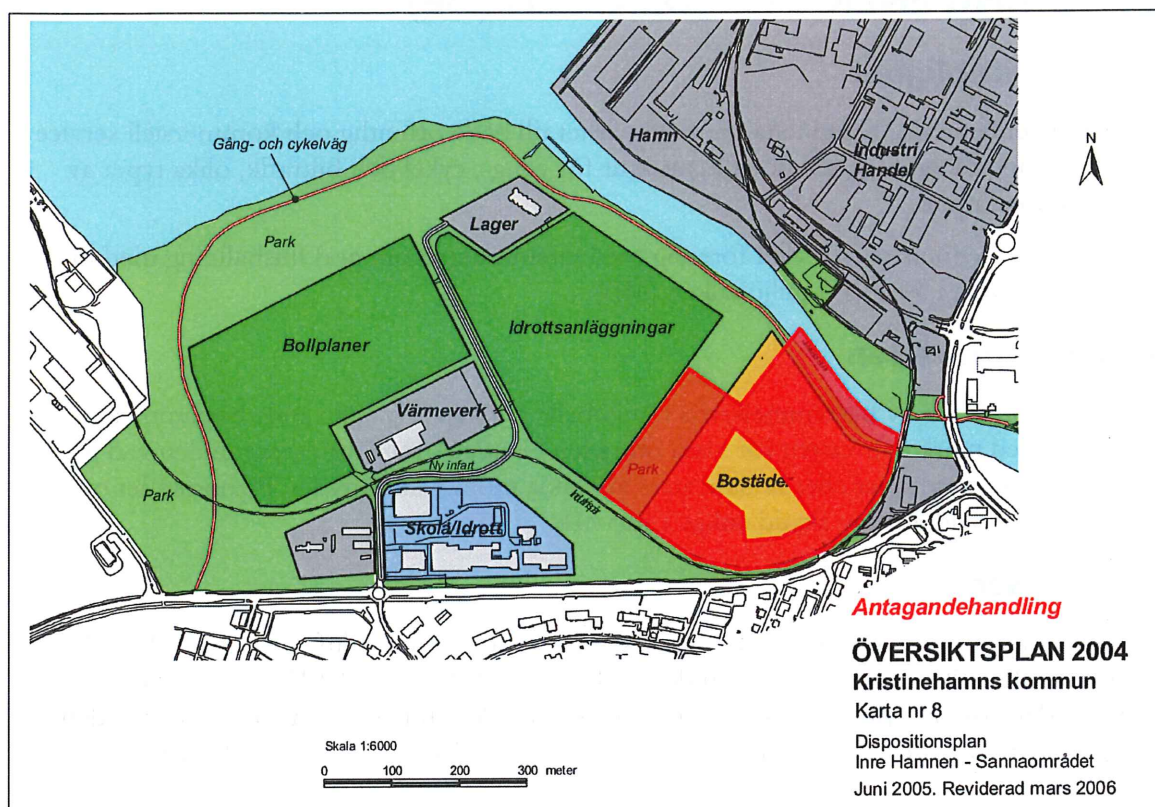 Hamn
Industri
Handel
N
Gång- och cykelväg
Park
Lager
Idrottsanläggningar
Bollplaner
Värmeverk
Ny infart
Park
Park
Bostäder
Industrispår
Skola/Idrott
Antagandehandling
ÖVERSIKTSPLAN 2004
Kristinehamns kommun
Karta nr 8
Dispositionsplan
Inre Hamnen - Sannaområdet
Juni 2005. Reviderad mars 2006
Skala 1:6000
0 100 200 300 meter